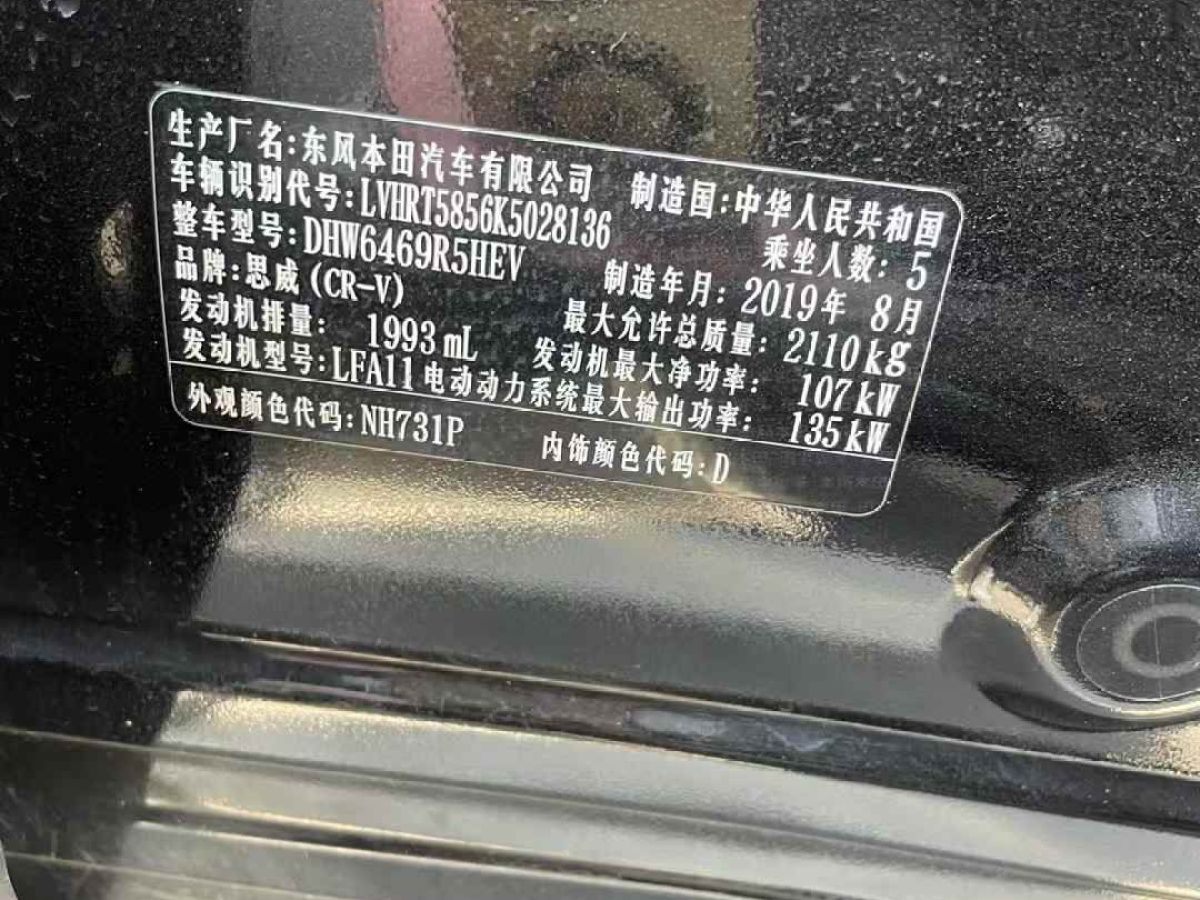 生产厂名:东风本田汽车有限公司 制造国:中华人民共和国
车辆识别代号:LVHRT5856K5028136 乘坐人数: 5
整车型号:DHW6469R5HEV 制造年月: 2019年 8月
品牌:思威(CR-V) 最大允许总质量: 2110kg
发动机排量: 1993 mL 发动机最大净功率: 107kW
发动机型号:LFA11 电动动力系统最大输出功率: 135kW
外观颜色代码:NH731P 内饰颜色代码:D